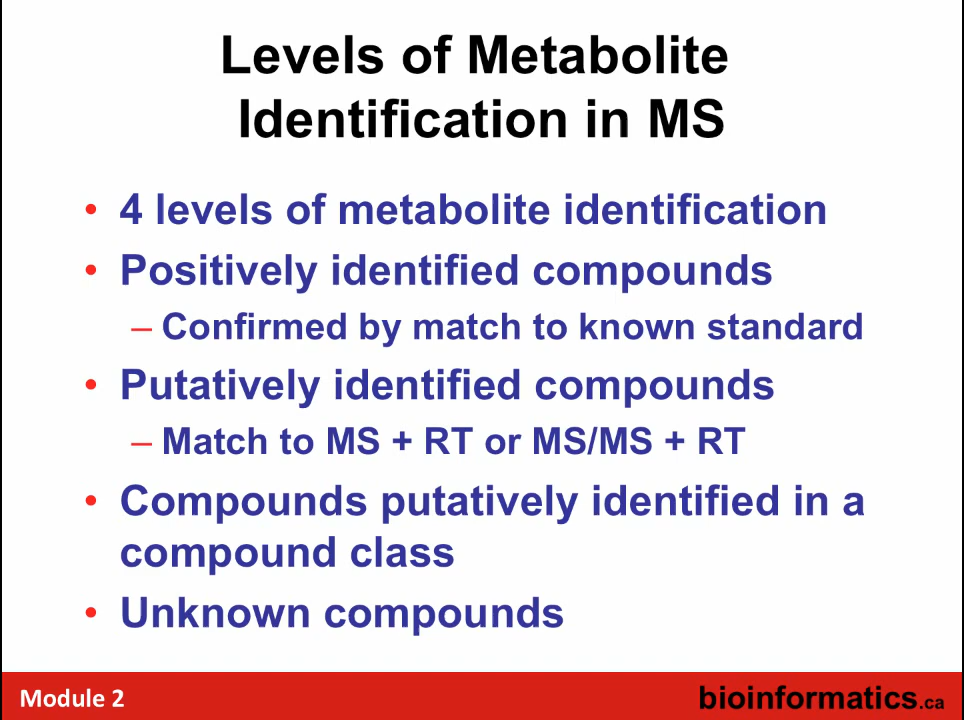 Levels of Metabolite
Identification in MS
• 4 levels of metabolite identification
• Positively identified compounds
– Confirmed by match to known standard
• Putatively identified compounds
– Match to MS + RT or MS/MS + RT
• Compounds putatively identified in a
compound class
• Unknown compounds
Module 2
bioinformatics.ca